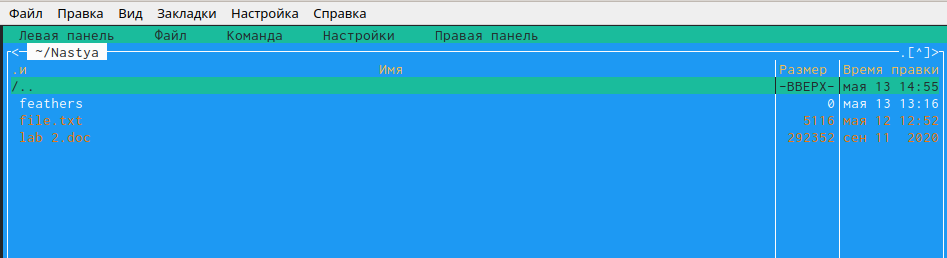 Файл Правка Вид Закладки Настройка Справка
Левая панель Файл Команда Настройки Правая панель
<─ ~/Nastya .[^]>
.и Имя Размер Время правки
/.. -ВВЕРХ- мая 13 14:55
feathers 0 мая 13 13:16
file.txt 5116 мая 12 12:52
lab 2.doc 292352 сен 11 2020